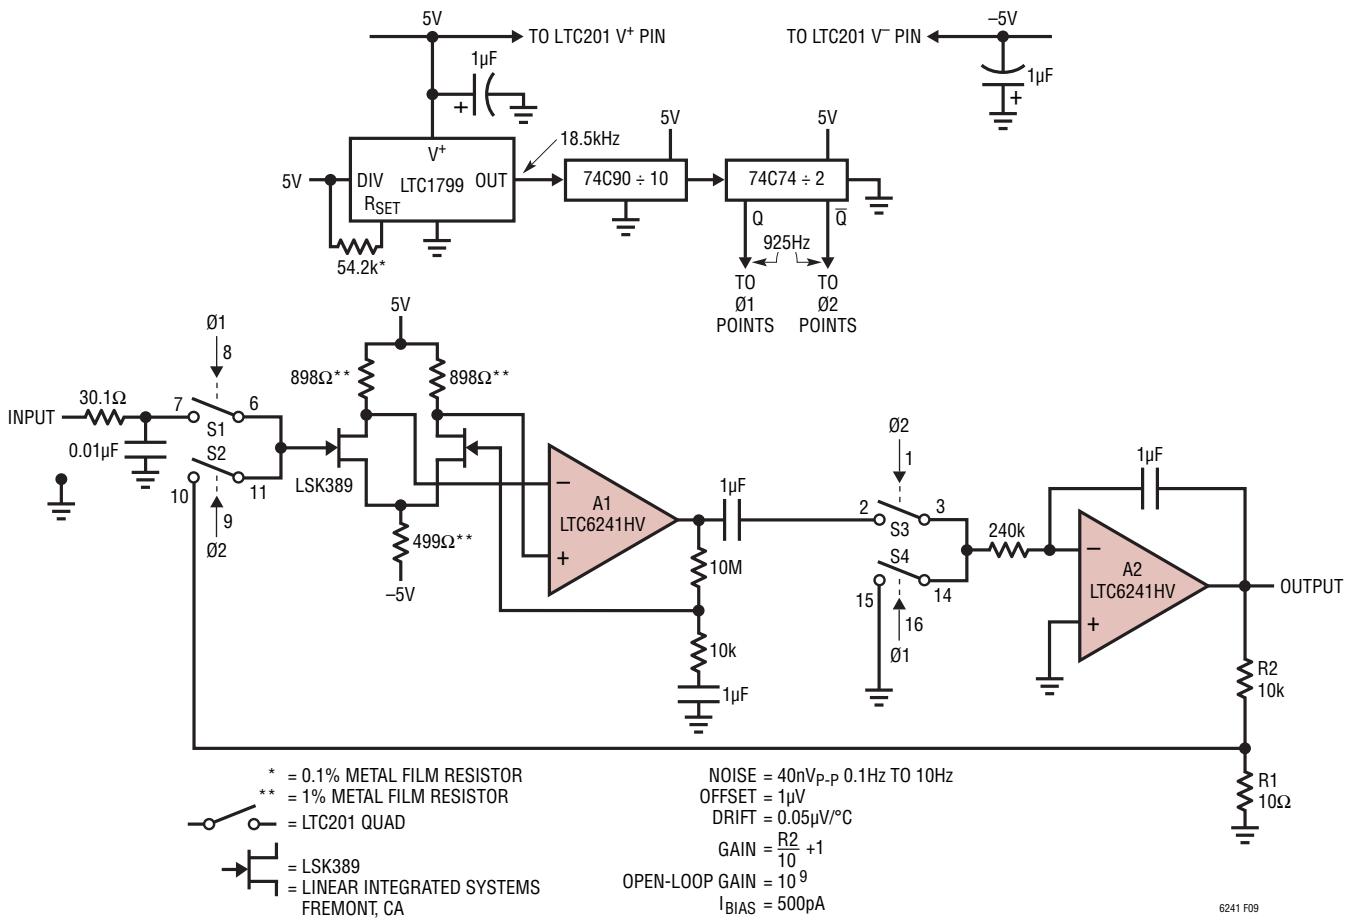 5V
TO LTC201 V+ PIN
1µF
+
–5V
TO LTC201 V– PIN
1µF
+
V+
5V
DIV
LTC1799
OUT
RSET
54.2k*
18.5kHz
5V
74C90 ÷ 10
5V
74C74 ÷ 2
Q
Q̅
925Hz
TO
Ø1
POINTS
TO
Ø2
POINTS
INPUT
30.1Ω
0.01µF
Ø1
8
7
6
S1
S2
10
11
9
Ø2
5V
898Ω**
898Ω**
LSK389
499Ω**
–5V
–
A1
LTC6241HV
+
1µF
10M
10k
1µF
Ø2
1
2
3
S3
S4
15
14
16
Ø1
240k
1µF
–
A2
LTC6241HV
+
OUTPUT
R2
10k
R1
10Ω
* = 0.1% METAL FILM RESISTOR
** = 1% METAL FILM RESISTOR
= LTC201 QUAD
= LSK389
= LINEAR INTEGRATED SYSTEMS
FREMONT, CA
NOISE = 40nVP-P 0.1Hz TO 10Hz
OFFSET = 1µV
DRIFT = 0.05µV/°C
GAIN = R2/10 +1
OPEN-LOOP GAIN = 10⁹
IBIAS = 500pA
6241 F09